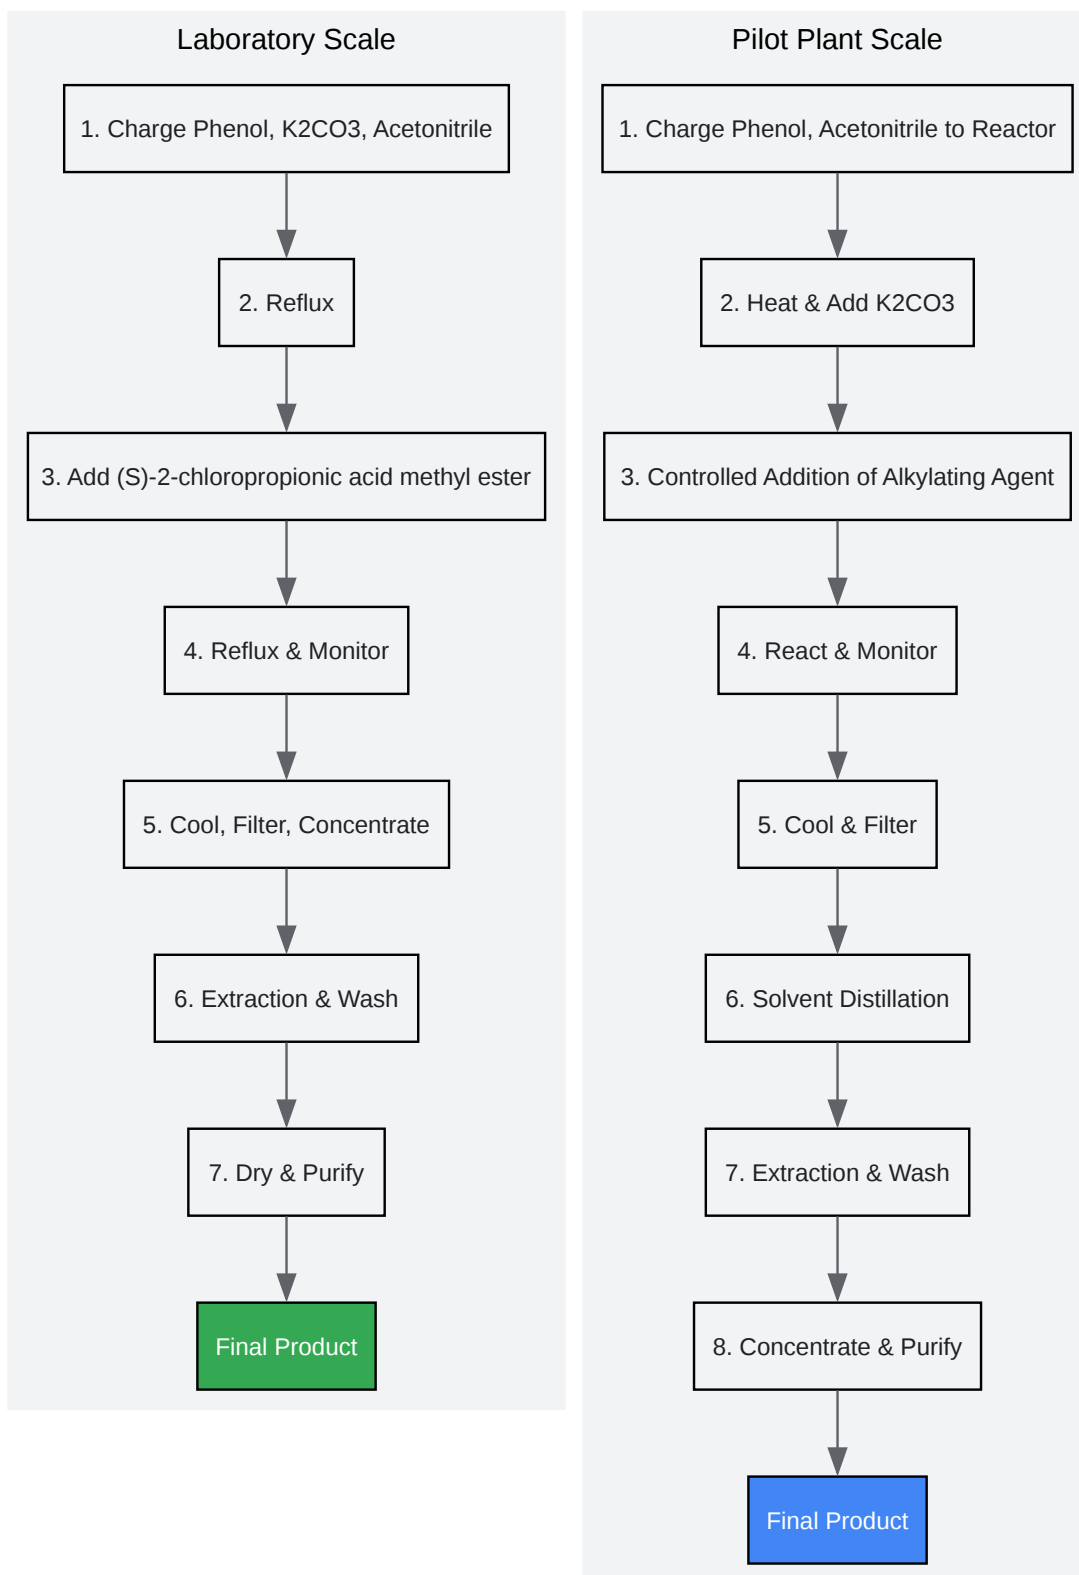 Laboratory Scale
1. Charge Phenol, K2CO3, Acetonitrile
2. Reflux
3. Add (S)-2-chloropropionic acid methyl ester
4. Reflux & Monitor
5. Cool, Filter, Concentrate
6. Extraction & Wash
7. Dry & Purify
Final Product
Pilot Plant Scale
1. Charge Phenol, Acetonitrile to Reactor
2. Heat & Add K2CO3
3. Controlled Addition of Alkylating Agent
4. React & Monitor
5. Cool & Filter
6. Solvent Distillation
7. Extraction & Wash
8. Concentrate & Purify
Final Product